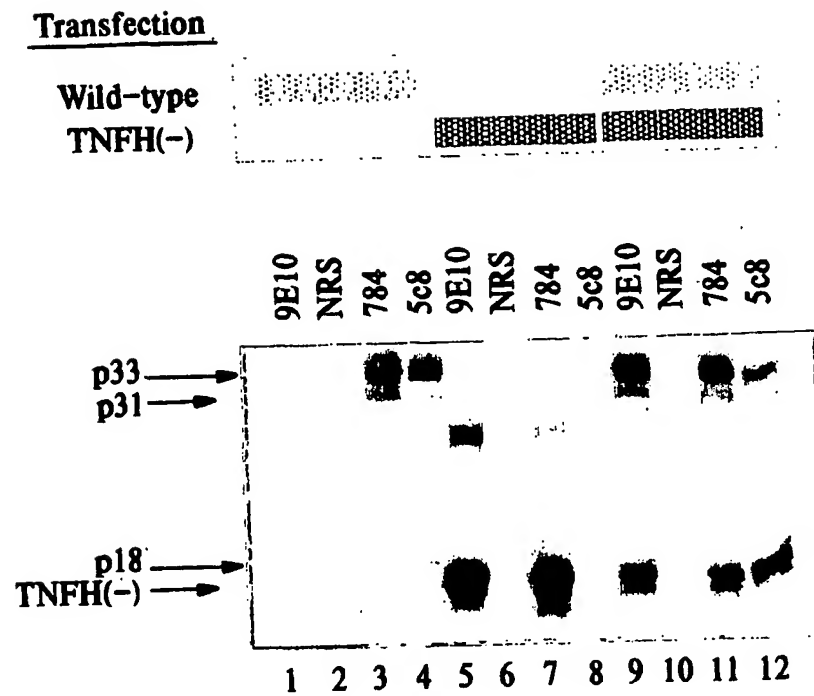 Transfection
Wild-type
TNFH(-)
9E10 NRS 784 5c8 9E10 NRS 784 5c8 9E10 NRS 784 5c8
p33
p31
p18
TNFH(-)
1 2 3 4 5 6 7 8 9 10 11 12